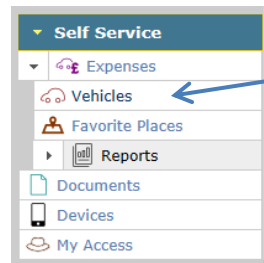 Self Service
Expenses
Vehicles
Favorite Places
Reports
Documents
Devices
My Access